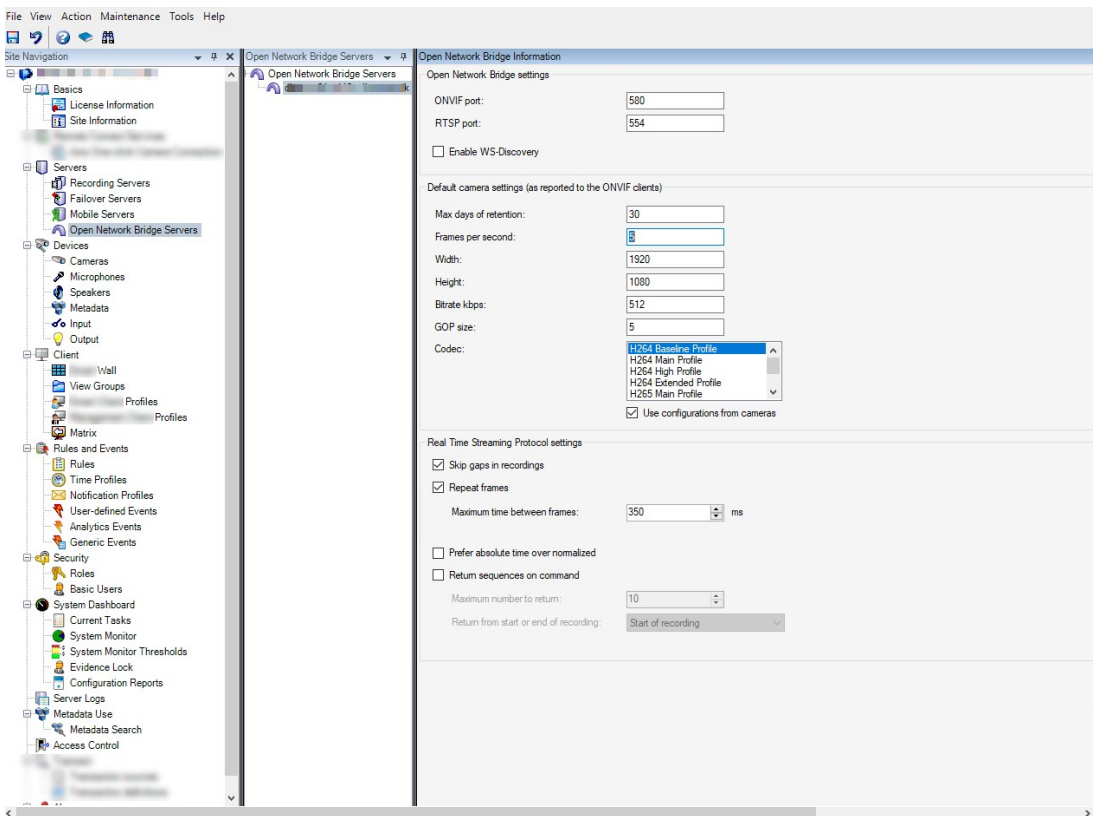 File View Action Maintenance Tools Help
Site Navigation
Basics
License Information
Site Information
Servers
Recording Servers
Failover Servers
Mobile Servers
Open Network Bridge Servers
Devices
Cameras
Microphones
Speakers
Metadata
Input
Output
Client
Wall
View Groups
Profiles
Profiles
Matrix
Rules and Events
Rules
Time Profiles
Notification Profiles
User-defined Events
Analytics Events
Generic Events
Security
Roles
Basic Users
System Dashboard
Current Tasks
System Monitor
System Monitor Thresholds
Evidence Lock
Configuration Reports
Server Logs
Metadata Use
Metadata Search
Access Control
Open Network Bridge Servers
Open Network Bridge Servers
Open Network Bridge Information
Open Network Bridge settings
ONVIF port: 580
RTSP port: 554
Enable WS-Discovery
Default camera settings (as reported to the ONVIF clients)
Max days of retention: 30
Frames per second: 5
Width: 1920
Height: 1080
Bitrate kbps: 512
GOP size: 5
Codec: H264 Baseline Profile
H264 Main Profile
H264 High Profile
H264 Extended Profile
H265 Main Profile
Use configurations from cameras
Real Time Streaming Protocol settings
Skip gaps in recordings
Repeat frames
Maximum time between frames: 350 ms
Prefer absolute time over normalized
Return sequences on command
Maximum number to return: 10
Return from start or end of recording: Start of recording